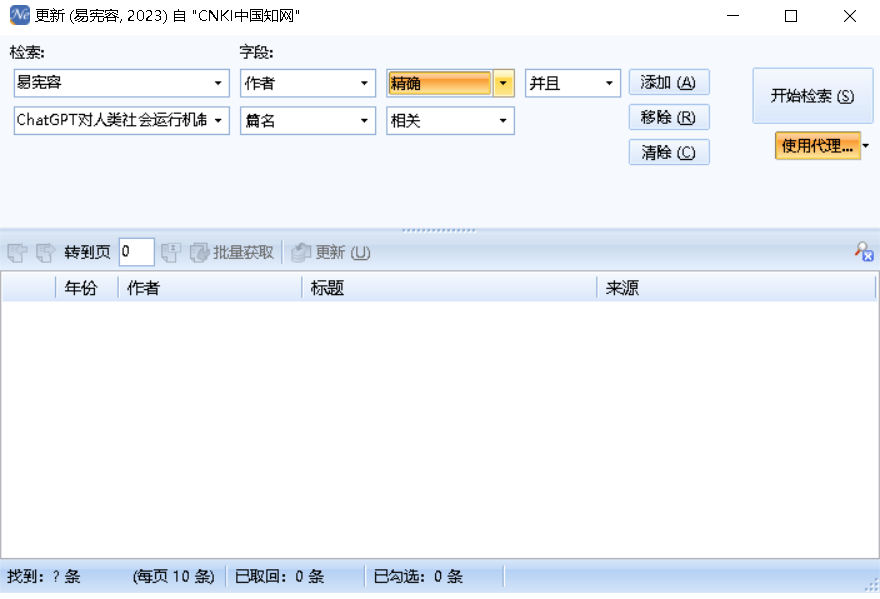 更新 (易宪容, 2023) 自 "CNKI中国知网"
检索: 字段:
易宪容 作者 精确 并且 添加 (A) 开始检索 (S)
ChatGPT对人类社会运行机制 篇名 相关 移除 (R)
使用代理...
清除 (C)
转到页 0 批量获取 更新 (U)
年份 作者 标题 来源
找到: ? 条 (每页 10 条) 已取回: 0 条 已勾选: 0 条